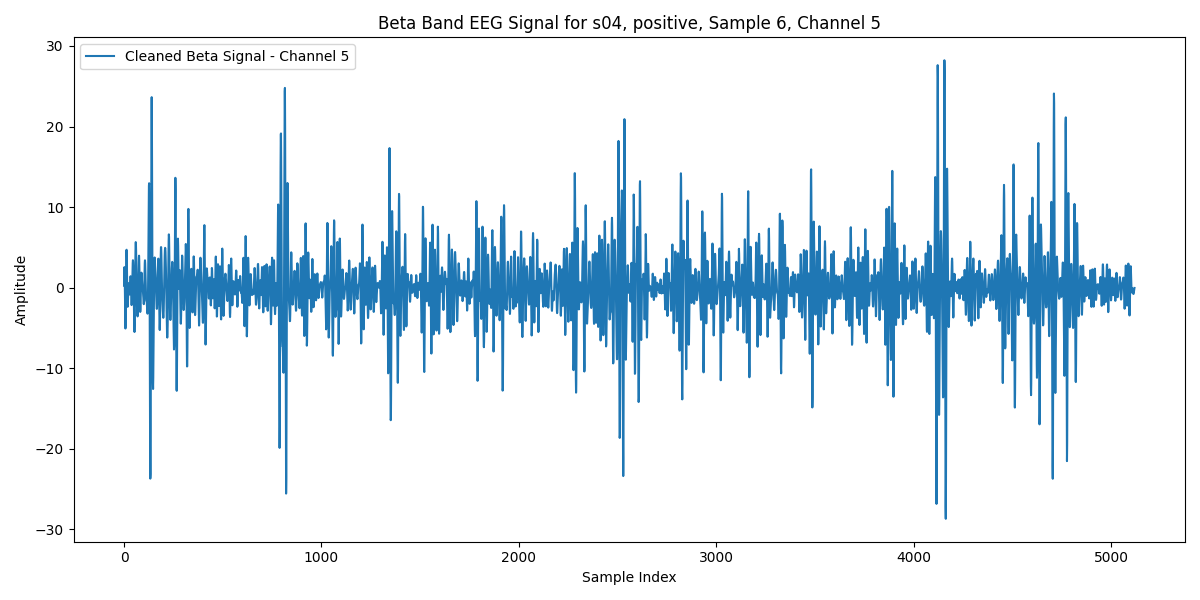 Beta Band EEG Signal for s04, positive, Sample 6, Channel 5
Cleaned Beta Signal - Channel 5
30
20
10
0
−10
−20
−30
Amplitude
0 1000 2000 3000 4000 5000
Sample Index